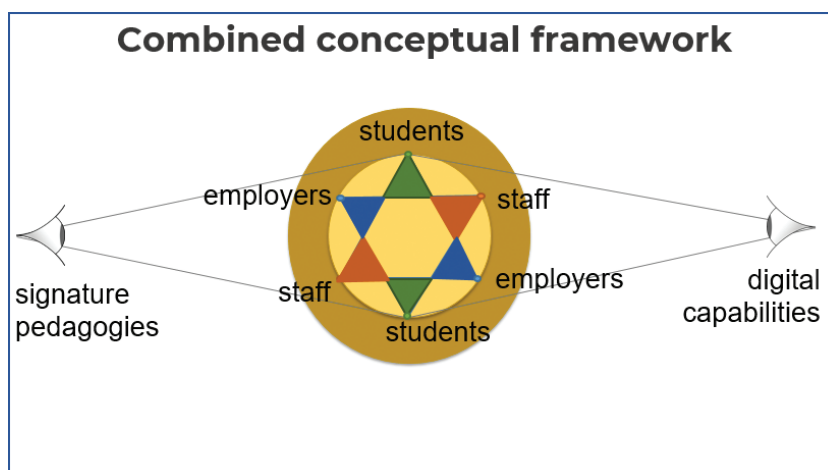 Combined conceptual framework
students
employers
staff
staff
employers
students
signature
pedagogies
digital
capabilities